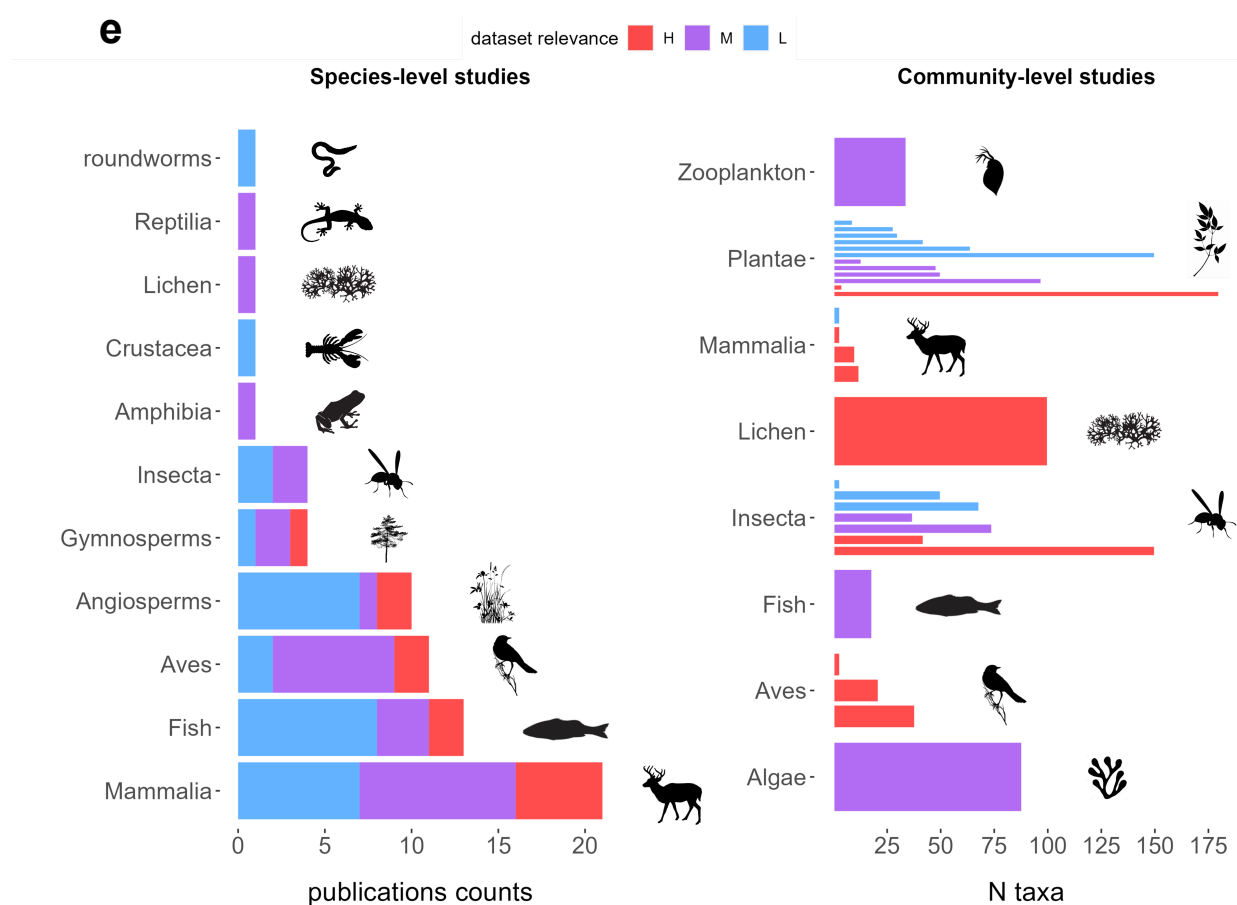 e
dataset relevance H M L
Species-level studies
roundworms
Reptilia
Lichen
Crustacea
Amphibia
Insecta
Gymnosperms
Angiosperms
Aves
Fish
Mammalia
0 5 10 15 20
publications counts
Community-level studies
Zooplankton
Plantae
Mammalia
Lichen
Insecta
Fish
Aves
Algae
25 50 75 100 125 150 175
N taxa